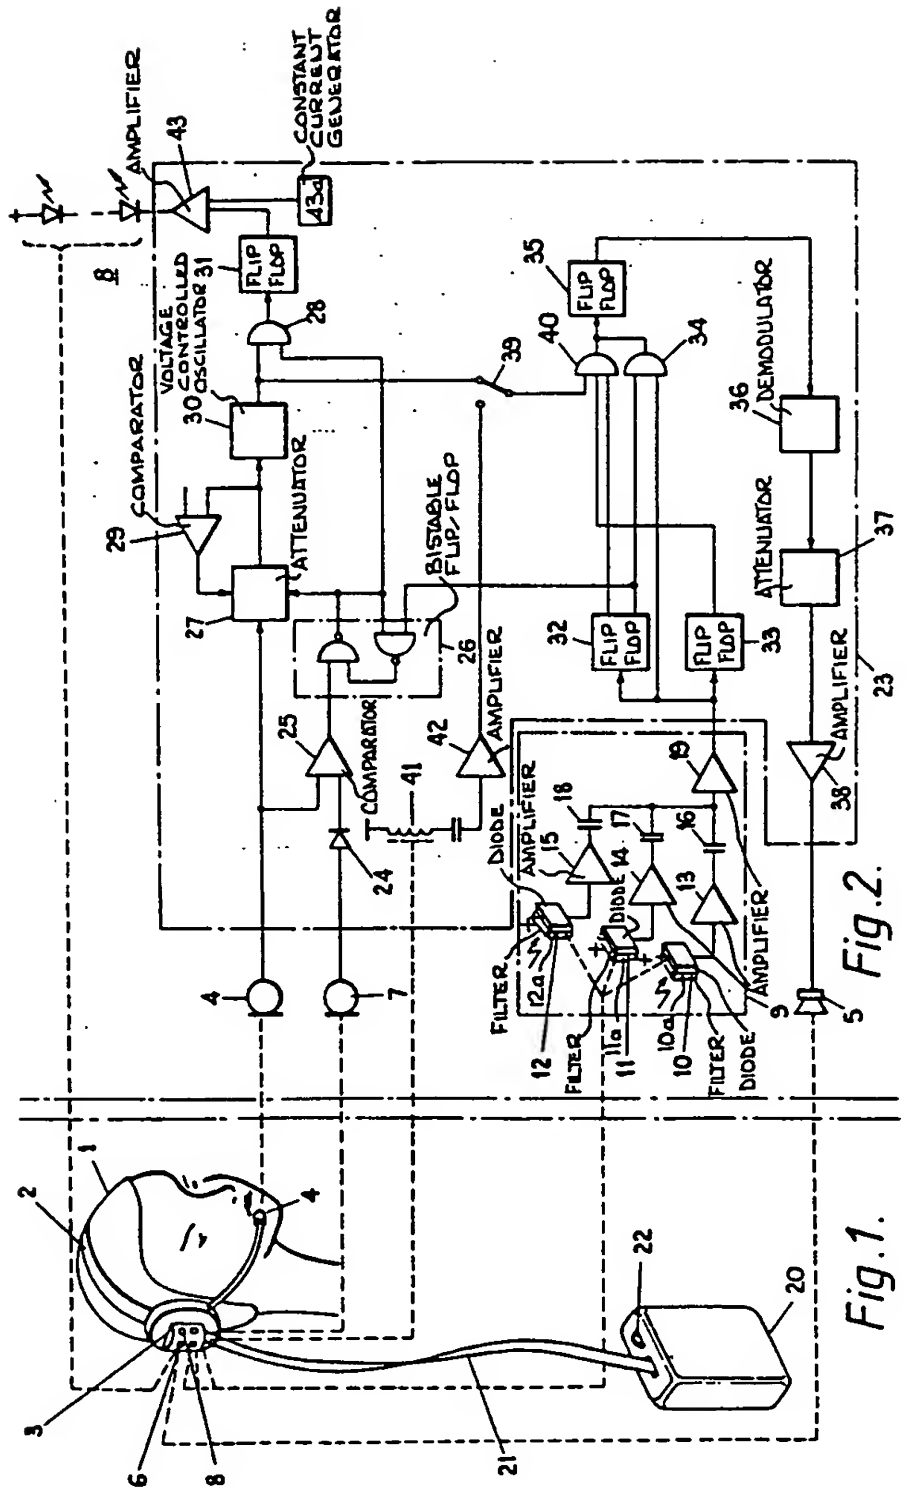 Fig.1.
1
2
3
4
6
8
20
21
22
Fig.2.
4
7
8
AMPLIFIER
43
CONSTANT
CURRENT
GENERATOR
43a
FLIP
FLOP
31
28
VOLTAGE
CONTROLLED
OSCILLATOR
30
COMPARATOR
29
ATTENUATOR
27
BISTABLE
FLIP/FLOP
26
25
COMPARATOR
24
41
42
AMPLIFIER
39
40
FLIP
FLOP
35
34
32
FLIP
FLOP
FLIP
FLOP
33
DEMODULATOR
36
ATTENUATOR
37
23
AMPLIFIER
38
5
DIODE
AMPLIFIER
15
18
17
16
19
14
13
DIODE
FILTER
12a
12
FILTER
11a
11
10a
10
FILTER
DIODE
9
AMPLIFIER